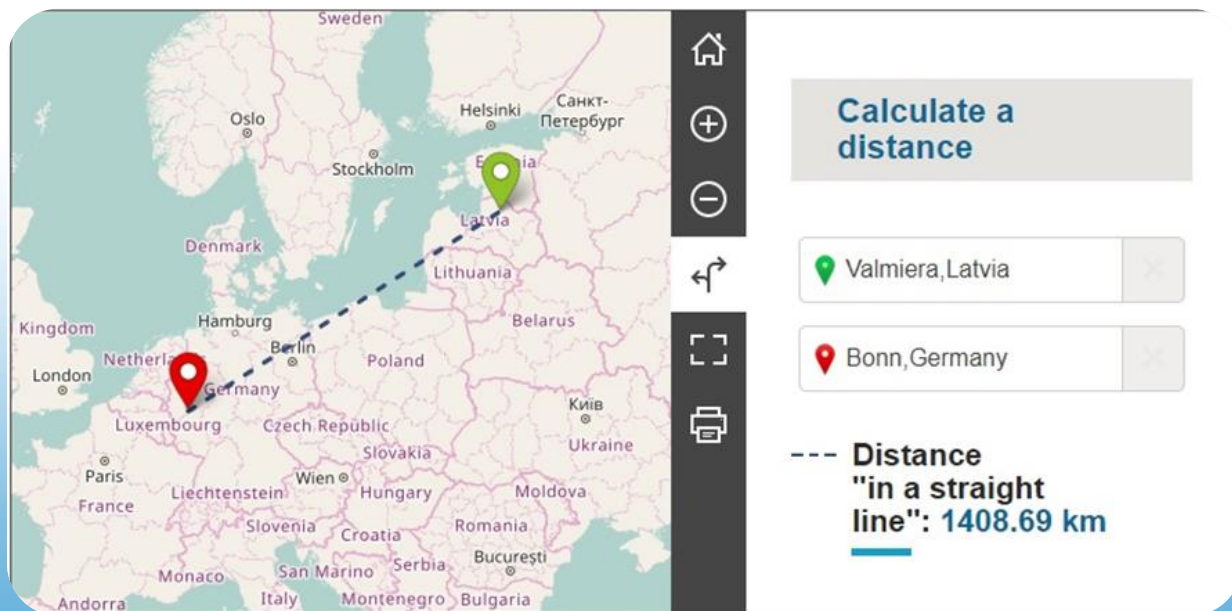 Sweden
Helsinki
Санкт-
Петербург
Oslo
Stockholm
Latvia
Denmark
Lithuania
Kingdom
Hamburg
Belarus
Berlin
Poland
London
Germany
Київ
Luxembourg
Czech Republic
Ukraine
Slovakia
Paris
Wien
Liechtenstein
Hungary
Moldova
France
Slovenia
Croatia
Romania
București
Monaco
San Marino
Serbia
Andorra
Italy
Montenegro
Bulgaria
Calculate a
distance
Valmiera,Latvia
Bonn,Germany
Distance
"in a straight
line": 1408.69 km